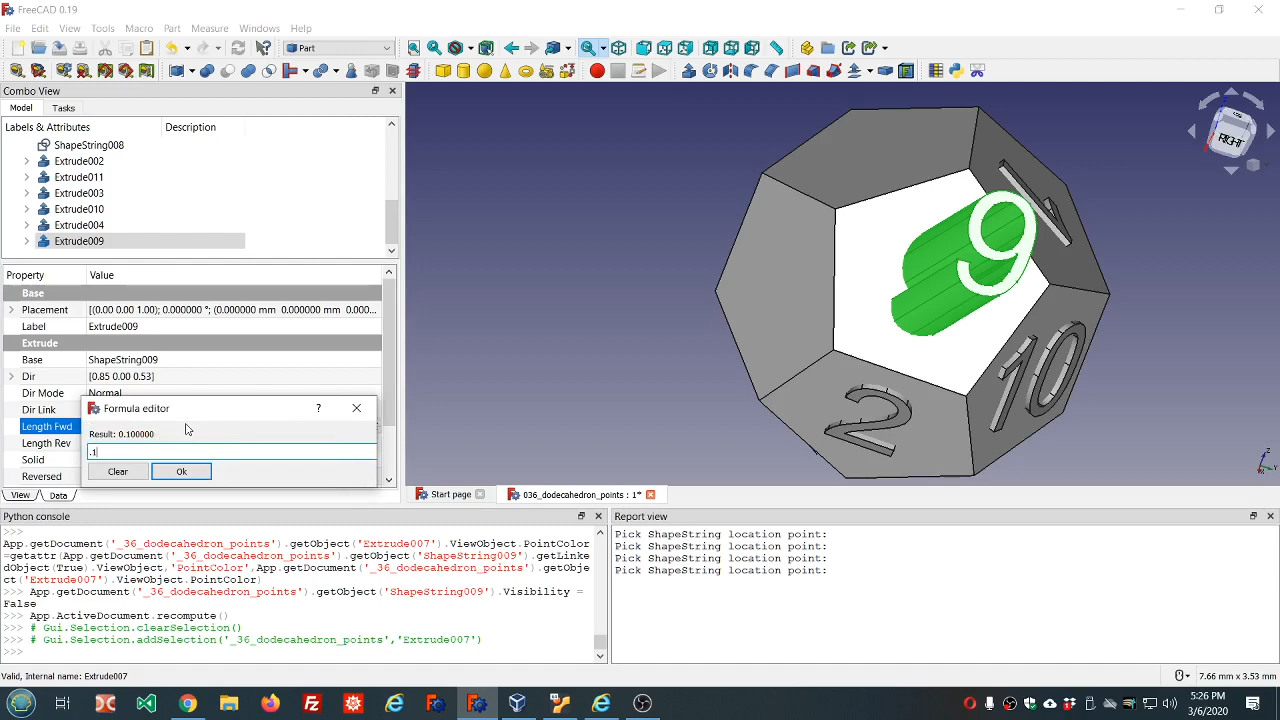 FreeCAD 0.19
File Edit View Tools Macro Part Measure Windows Help
Part
Combo View
Model Tasks
Labels & Attributes Description
ShapeString008
Extrude002
Extrude011
Extrude003
Extrude010
Extrude004
Extrude009
Property Value
Base
Placement [(0.00 0.00 1.00); 0.000000 °; (0.000000 mm 0.000000 mm 0.000...
Label Extrude009
Extrude
Base ShapeString009
Dir [0.85 0.00 0.53]
Dir Mode Normal
Dir Link
Length Fwd
Length Rev
Solid
Reversed
Formula editor ?
Result: 0.100000
.1
Clear Ok
View Data
9
2
10
RIGHT
Z
Start page
036_dodecahedron_points : 1*
Python console
>>>
App.getDocument('_36_dodecahedron_points').getObject('Extrude007').ViewObject.PointColor
=getattr(App.getDocument('_36_dodecahedron_points').getObject('ShapeString009').getLinke
dObject(True).ViewObject,'PointColor',App.getDocument('_36_dodecahedron_points').getObje
ct('Extrude007').ViewObject.PointColor)
>>> App.getDocument('_36_dodecahedron_points').getObject('ShapeString009').Visibility =
False
>>> App.ActiveDocument.recompute()
>>> # Gui.Selection.clearSelection()
>>> # Gui.Selection.addSelection('_36_dodecahedron_points','Extrude007')
>>>
Report view
Pick ShapeString location point:
Pick ShapeString location point:
Pick ShapeString location point:
Pick ShapeString location point:
Valid, Internal name: Extrude007
7.66 mm x 3.53 mm
5:26 PM
3/6/2020